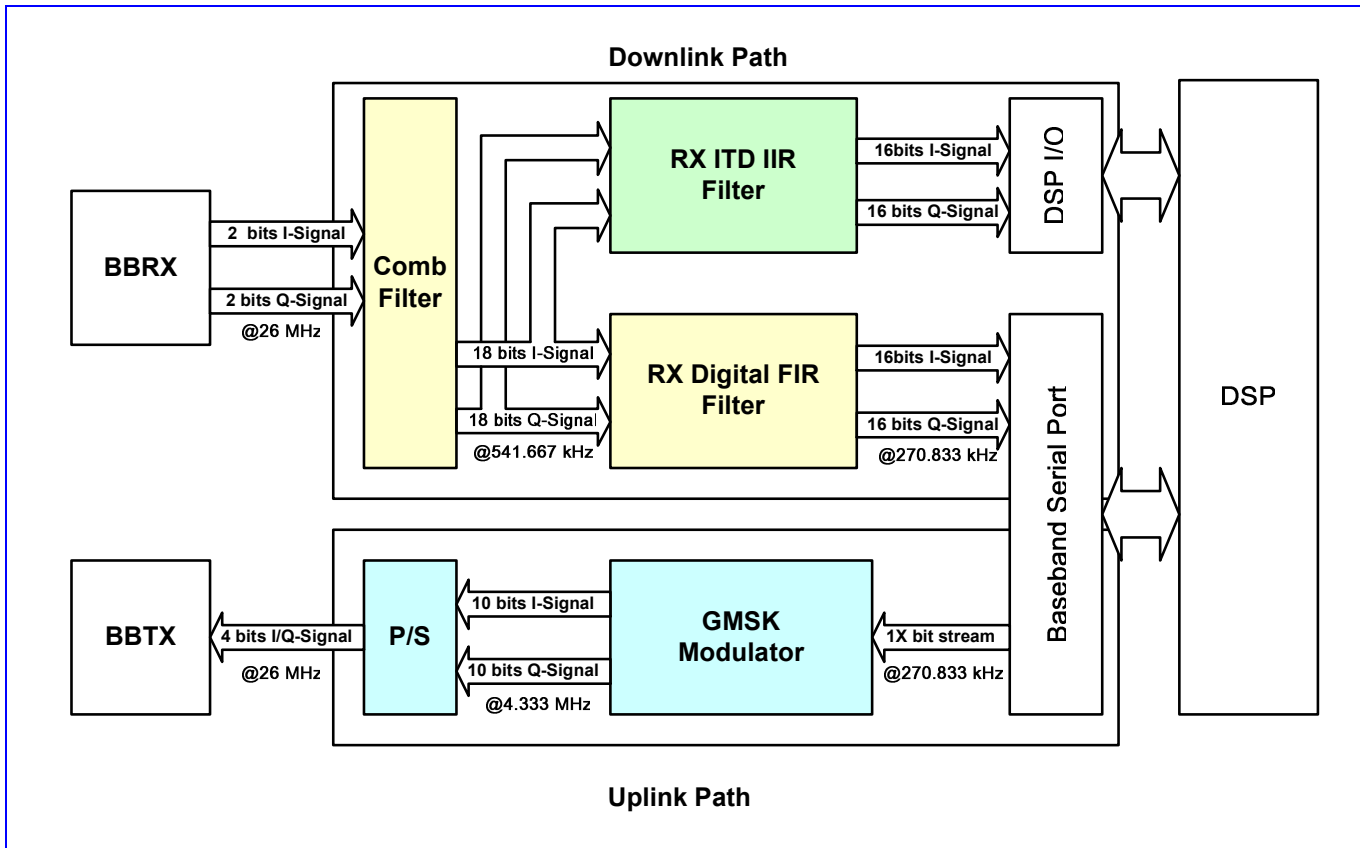 Downlink Path
BBRX
2 bits I-Signal
2 bits Q-Signal
@26 MHz
Comb
Filter
18 bits I-Signal
18 bits Q-Signal
@541.667 kHz
RX ITD IIR
Filter
16bits I-Signal
16 bits Q-Signal
DSP I/O
RX Digital FIR
Filter
16bits I-Signal
16 bits Q-Signal
@270.833 kHz
Baseband Serial Port
DSP
BBTX
4 bits I/Q-Signal
@26 MHz
P/S
10 bits I-Signal
10 bits Q-Signal
@4.333 MHz
GMSK
Modulator
1X bit stream
@270.833 kHz
Uplink Path